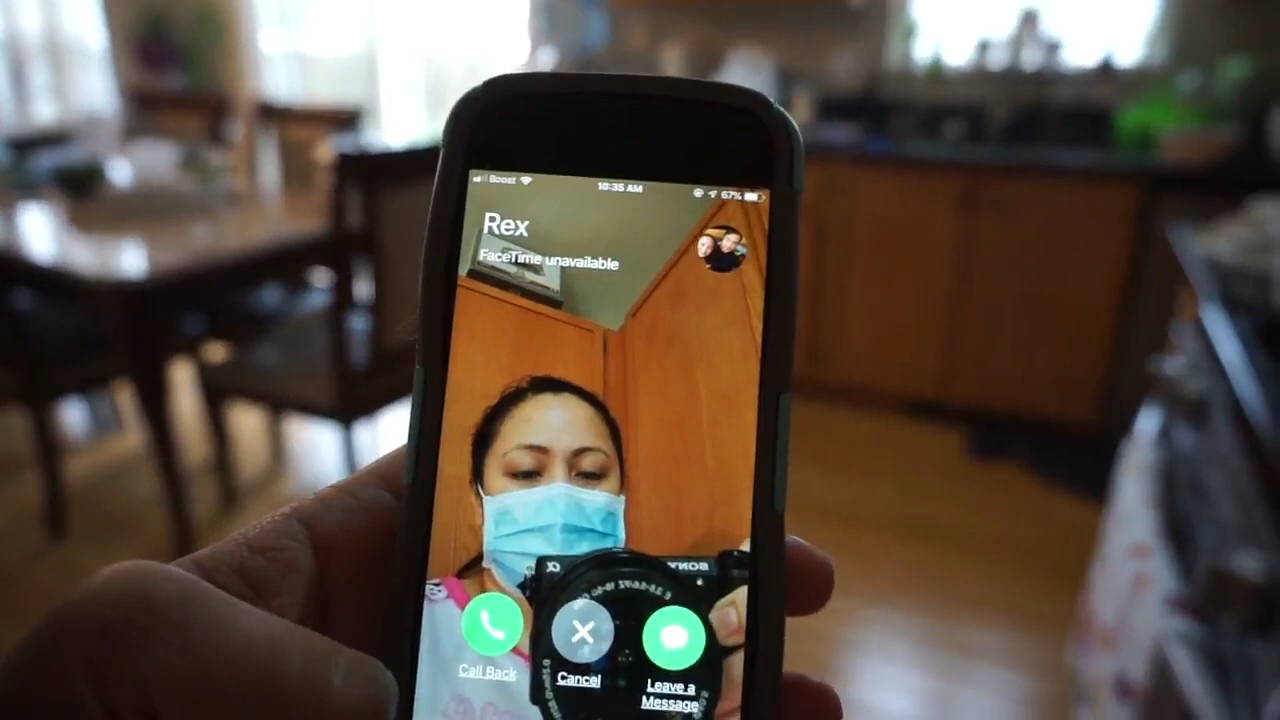 Boost 10:35 AM 67%
Rex
FaceTime unavailable
α SONY
Call Back
Cancel
Leave a
Message